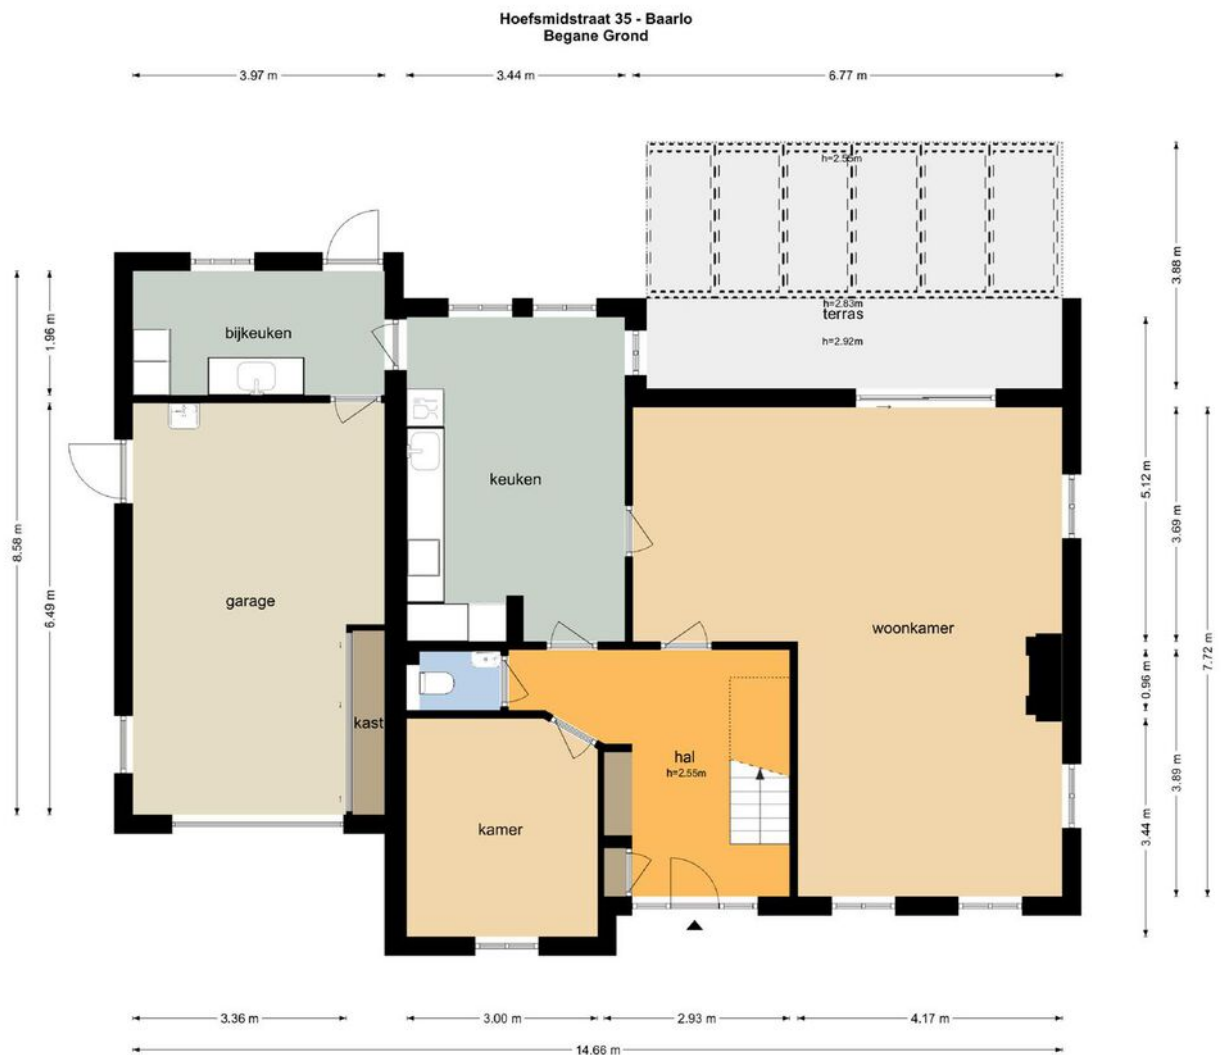 Hoefsmidstraat 35 - Baarlo
Begane Grond
3.97 m
3.44 m
6.77 m
h=2.55m
3.88 m
h=2.83m
terras
h=2.92m
bijkeuken
1.96 m
keuken
5.12 m
3.69 m
8.58 m
6.49 m
garage
woonkamer
7.72 m
0.96 m
kast
hal
h=2.55m
3.89 m
kamer
3.44 m
3.36 m
3.00 m
2.93 m
4.17 m
14.66 m